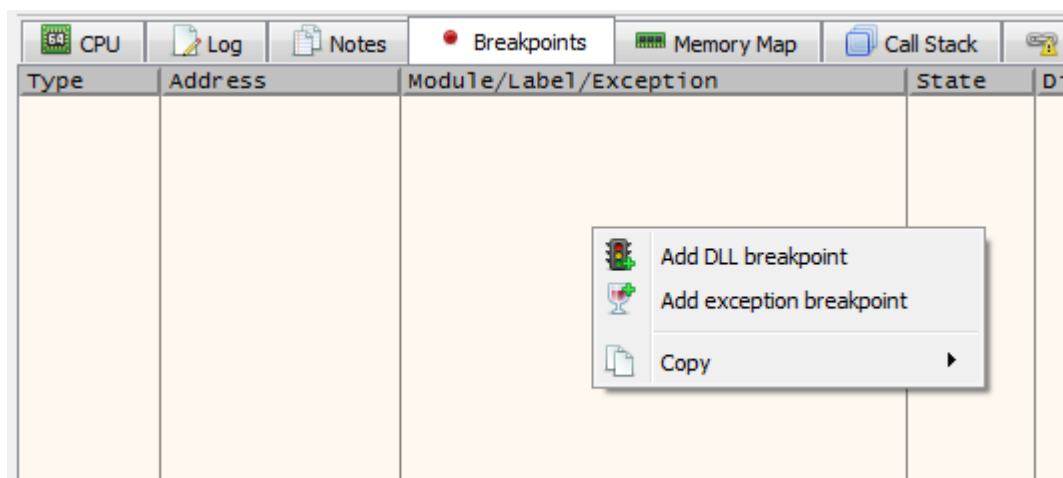 64 CPU Log Notes Breakpoints Memory Map Call Stack
Type Address Module/Label/Exception State
Add DLL breakpoint
Add exception breakpoint
Copy